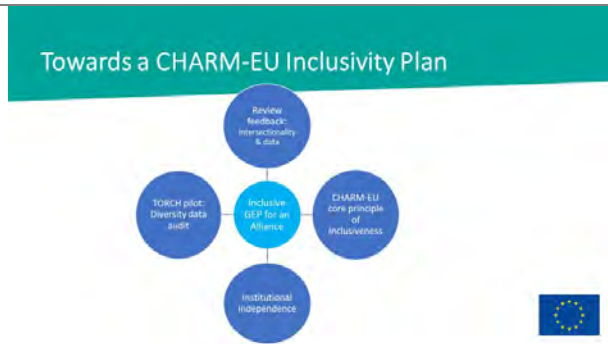 Towards a CHARM-EU Inclusivity Plan
Review
feedback:
intersectionality
& data
TORCH pilot:
Diversity data
audit
Inclusive
GEP for an
Alliance
CHARM-EU
core principle
of
inclusiveness
Institutional
independence